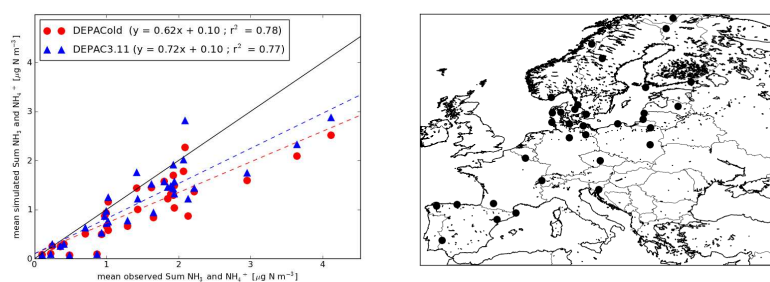 DEPACold (y = 0.62x + 0.10 ; r² = 0.78)
DEPAC3.11 (y = 0.72x + 0.10 ; r² = 0.77)
mean simulated Sum NH₃ and NH₄⁺ [μg N m⁻³]
4
3
2
1
0
0 1 2 3 4
mean observed Sum NH₃ and NH₄⁺ [μg N m⁻³]